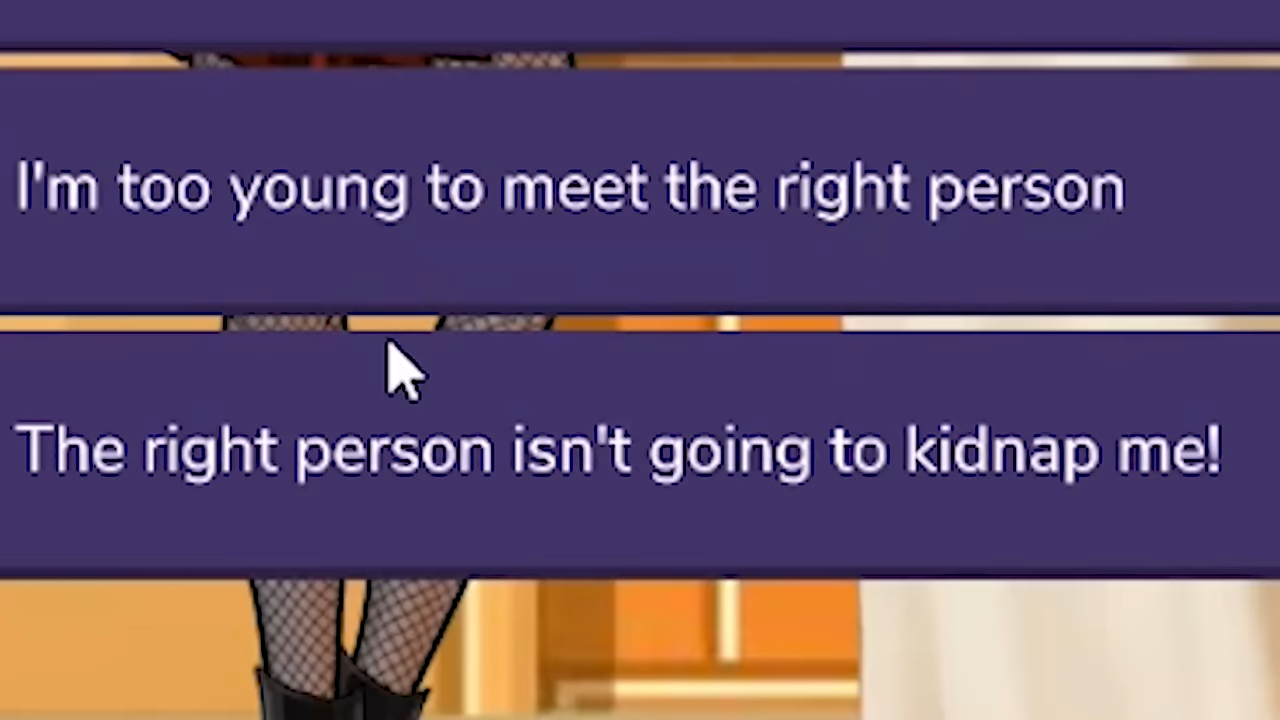 I'm too young to meet the right person
The right person isn't going to kidnap me!